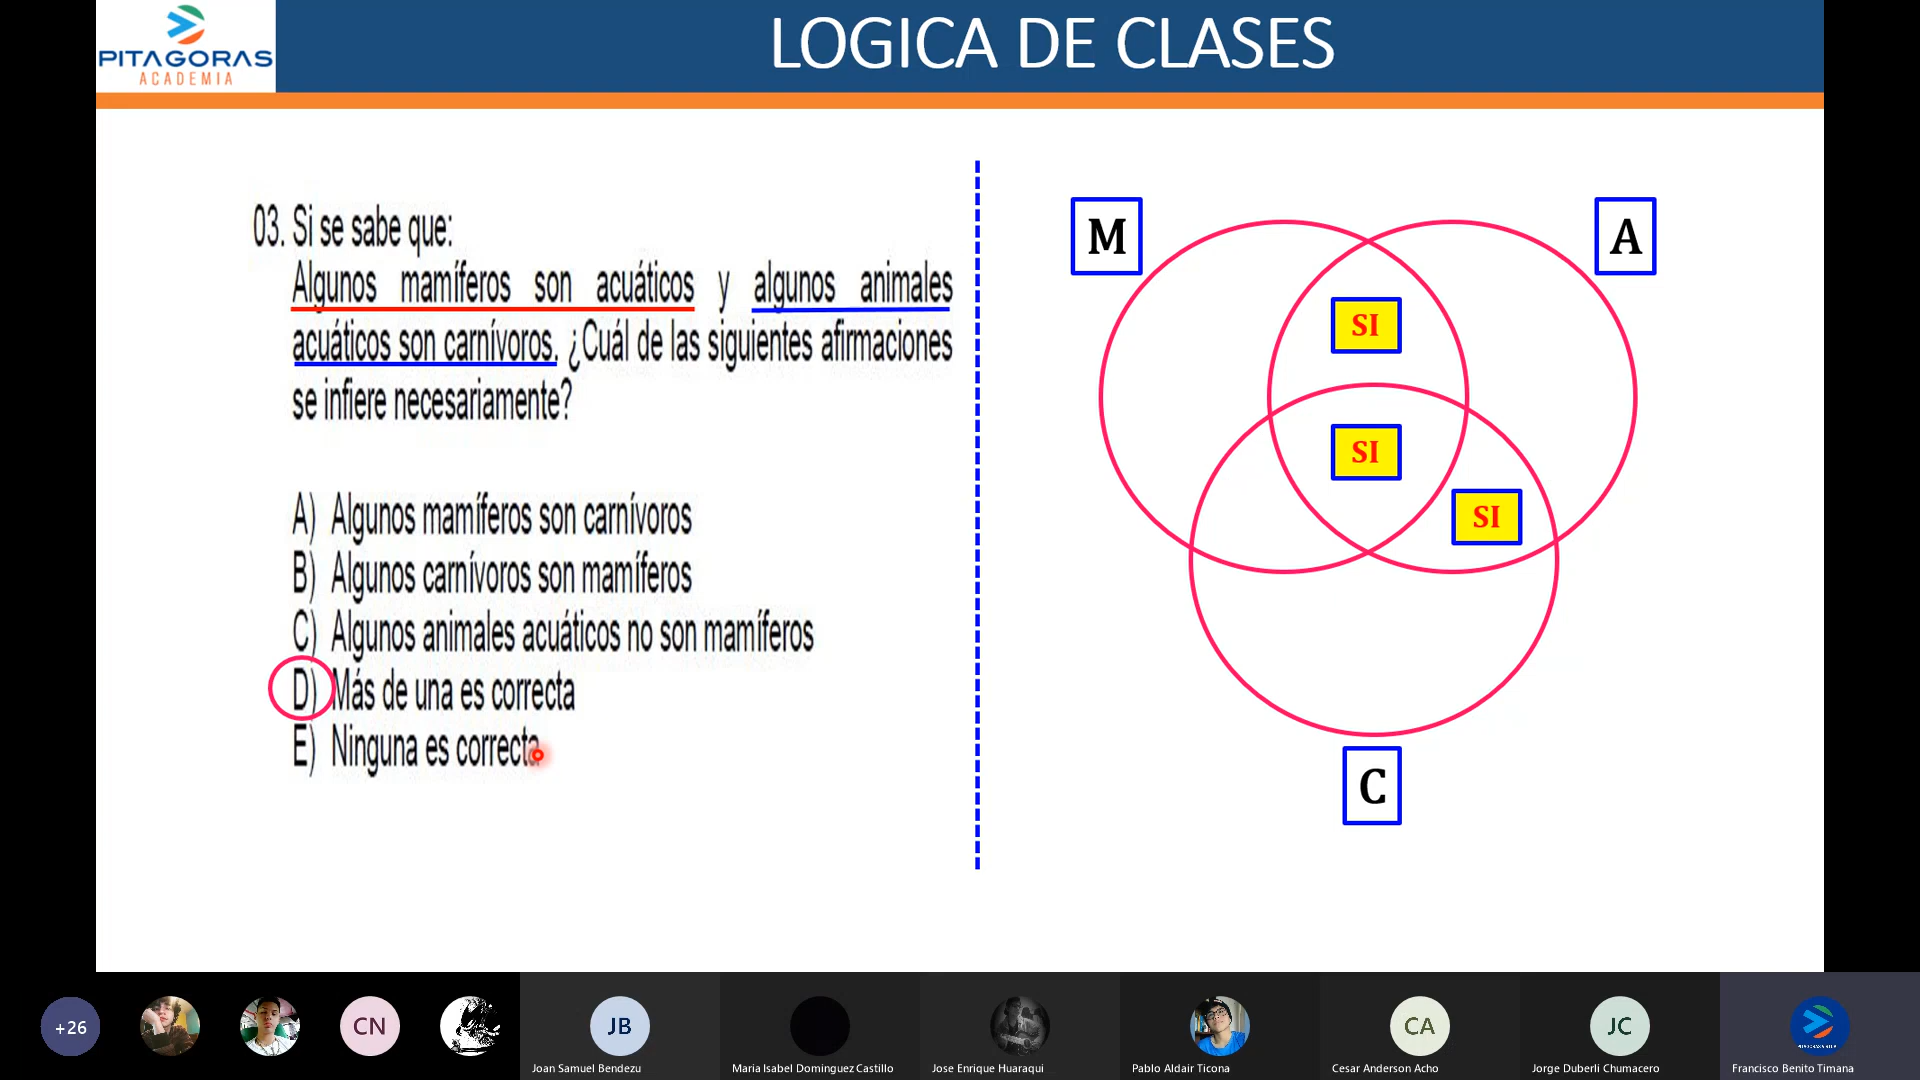 PITAGORAS
ACADEMIA
LOGICA DE CLASES
03. Si se sabe que:
Algunos mamíferos son acuáticos y algunos animales
acuáticos son carnívoros. ¿Cuál de las siguientes afirmaciones
se infiere necesariamente?
A) Algunos mamíferos son carnívoros
B) Algunos carnívoros son mamíferos
C) Algunos animales acuáticos no son mamíferos
D) Más de una es correcta
E) Ninguna es correcta
M
A
SI
SI
SI
C
+26
CN
JB
CA
JC
Joan Samuel Bendezu
Maria Isabel Dominguez Castillo
Jose Enrique Huaraqui
Pablo Aldair Ticona
Cesar Anderson Acho
Jorge Duberli Chumacero
Francisco Benito Timana